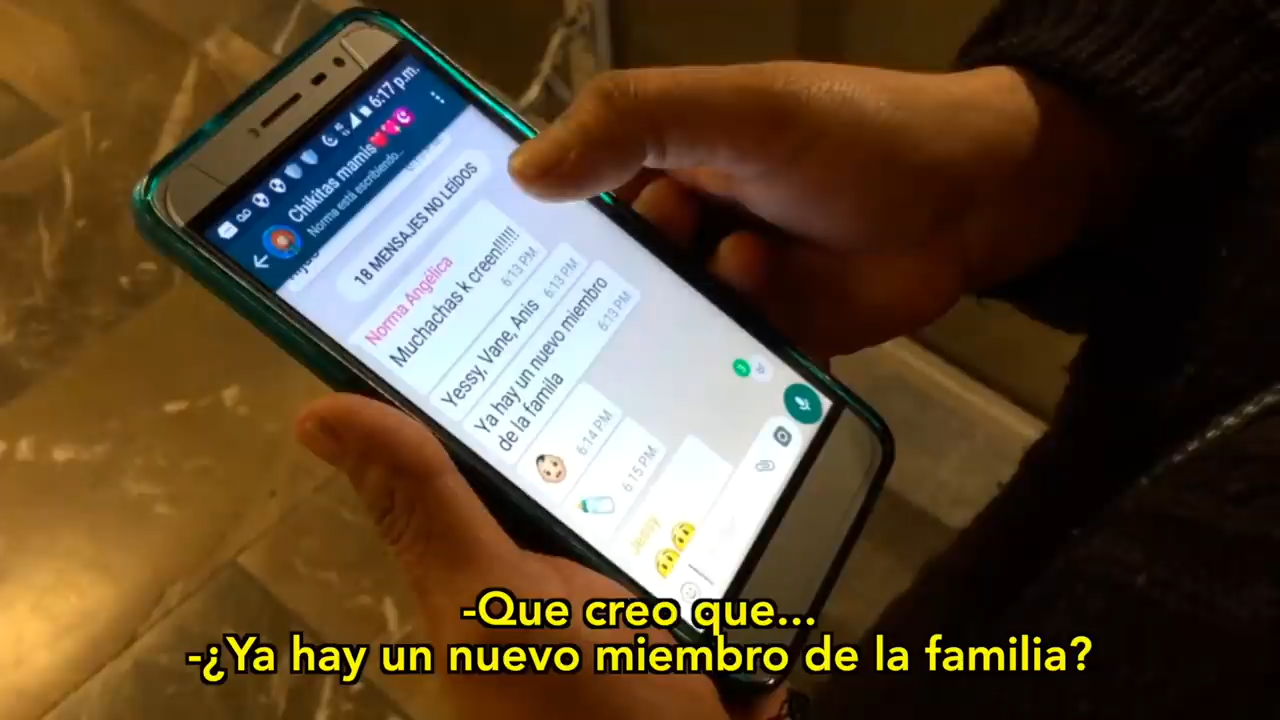 6:17 p.m.
Chikitas mamis
Norma está escribiendo...
18 MENSAJES NO LEÍDOS
Norma Angélica
Muchachas k creen!!!!!!
6:13 PM
Yessy, Vane, Anis
6:13 PM
Ya hay un nuevo miembro
de la familia
6:13 PM
6:14 PM
6:15 PM
Jessy
-Que creo que...
-¿Ya hay un nuevo miembro de la familia?